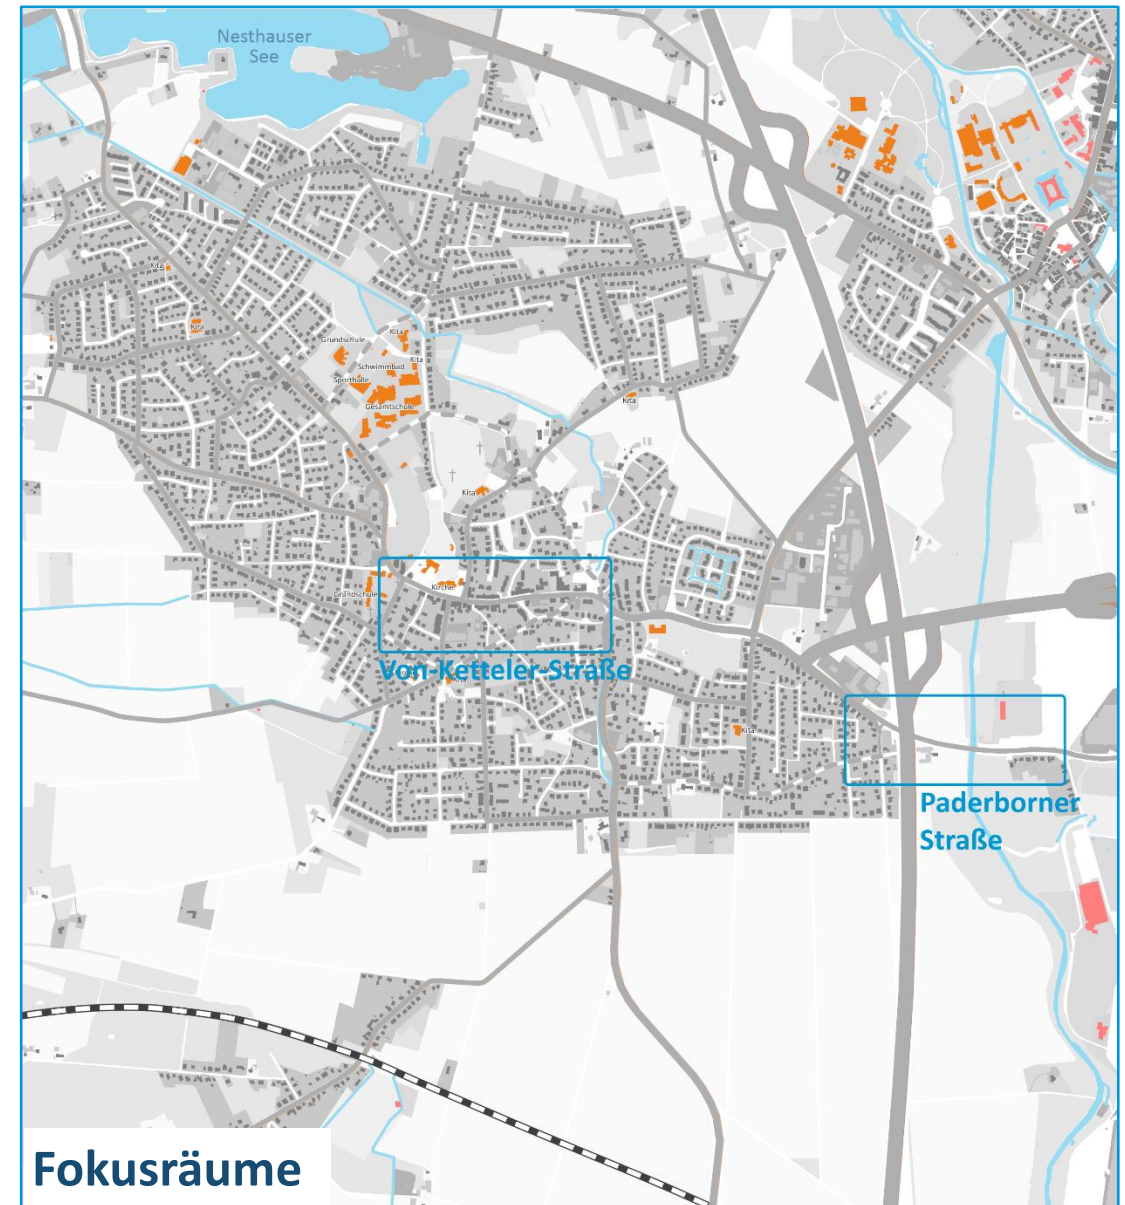 Nesthauser
See
Kita
Kita
Kita
Grundschule
Kita
Schwimmbad
Sporthalle
Gesamtschule
Kita
Kita
Kirche
Grundschule
Von-Ketteler-Straße
Kita
Paderborner
Straße
Fokusräume